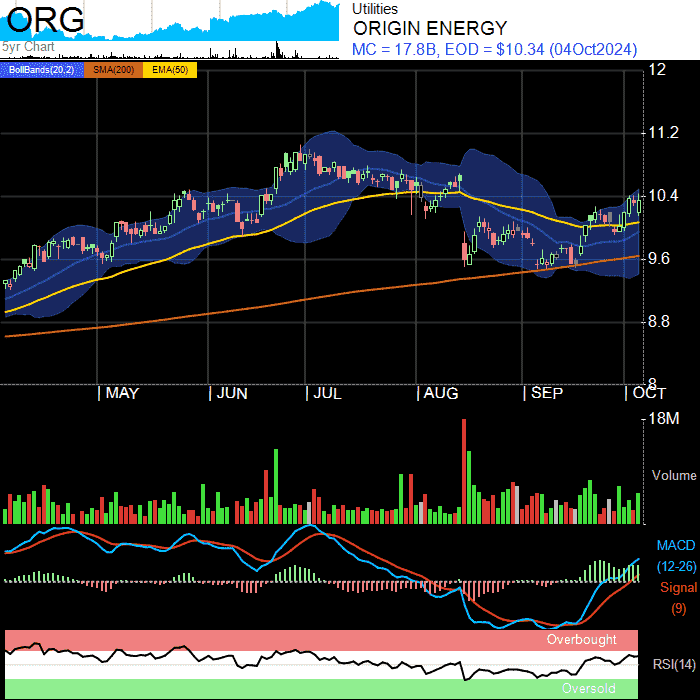 ORG
5yr Chart
Utilities
ORIGIN ENERGY
MC = 17.8B, EOD = $10.34 (04Oct2024)
BollBands(20,2) SMA(200) EMA(50)
12
11.2
10.4
9.6
8.8
8
MAY JUN JUL AUG SEP OCT
18M
Volume
MACD
(12-26)
Signal
(9)
Overbought
RSI(14)
Oversold